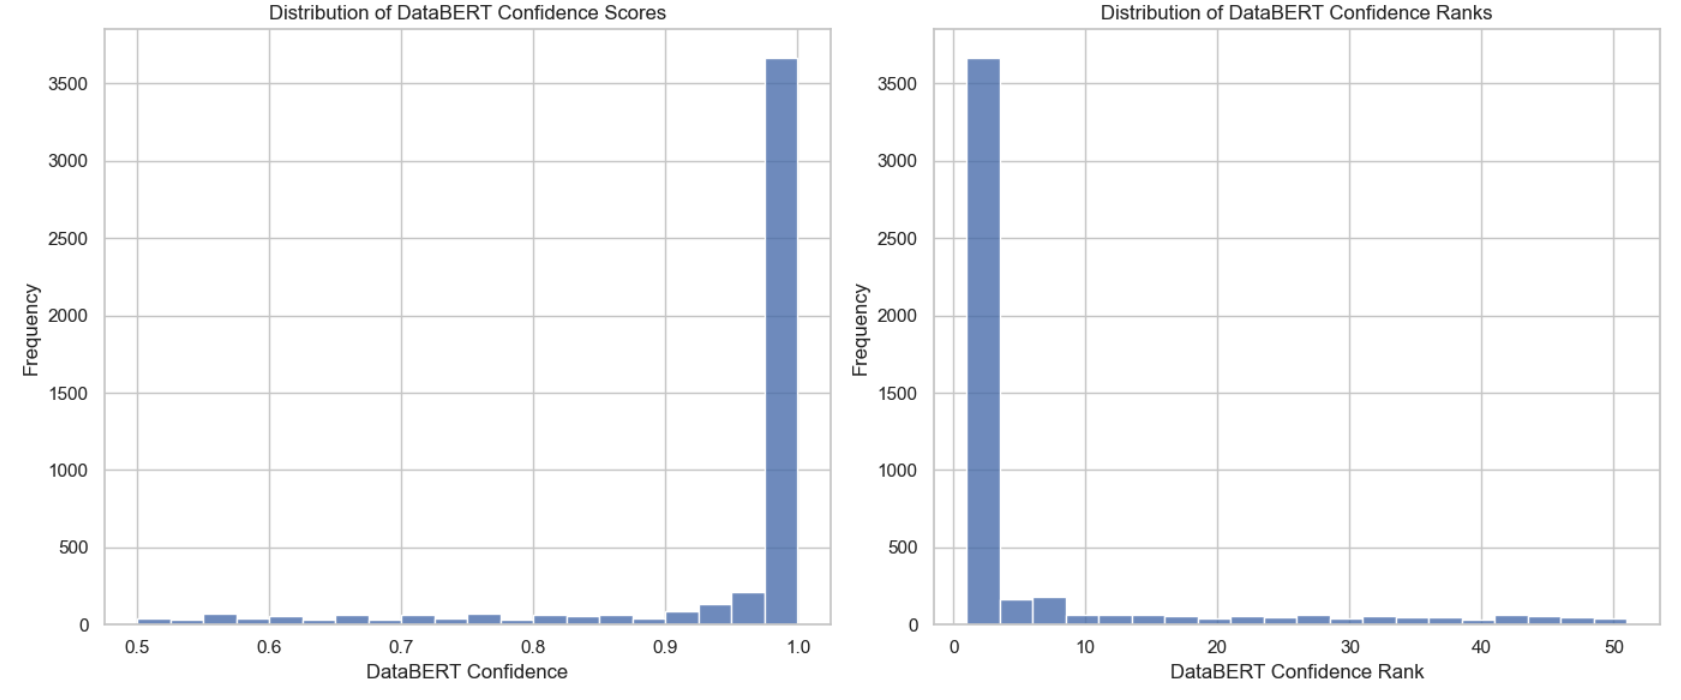 Distribution of DataBERT Confidence Scores
Frequency
3500
3000
2500
2000
1500
1000
500
0
0.5 0.6 0.7 0.8 0.9 1.0
DataBERT Confidence
Distribution of DataBERT Confidence Ranks
Frequency
3500
3000
2500
2000
1500
1000
500
0
0 10 20 30 40 50
DataBERT Confidence Rank